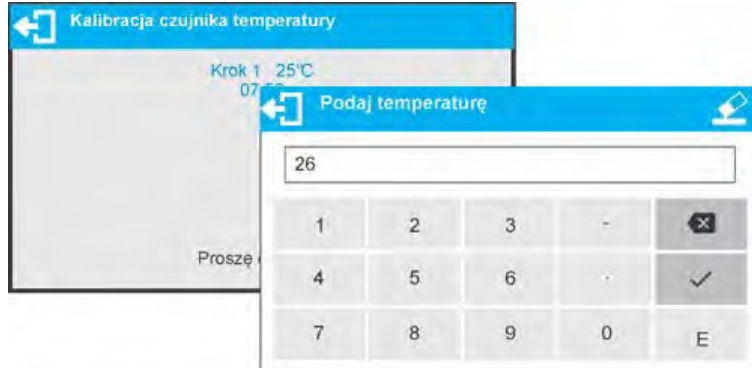 Kalibracja czujnika temperatury
Krok 1 25°C
07
Proszę
Podaj temperaturę
26
1 2 3 -
4 5 6 .
7 8 9 0 E